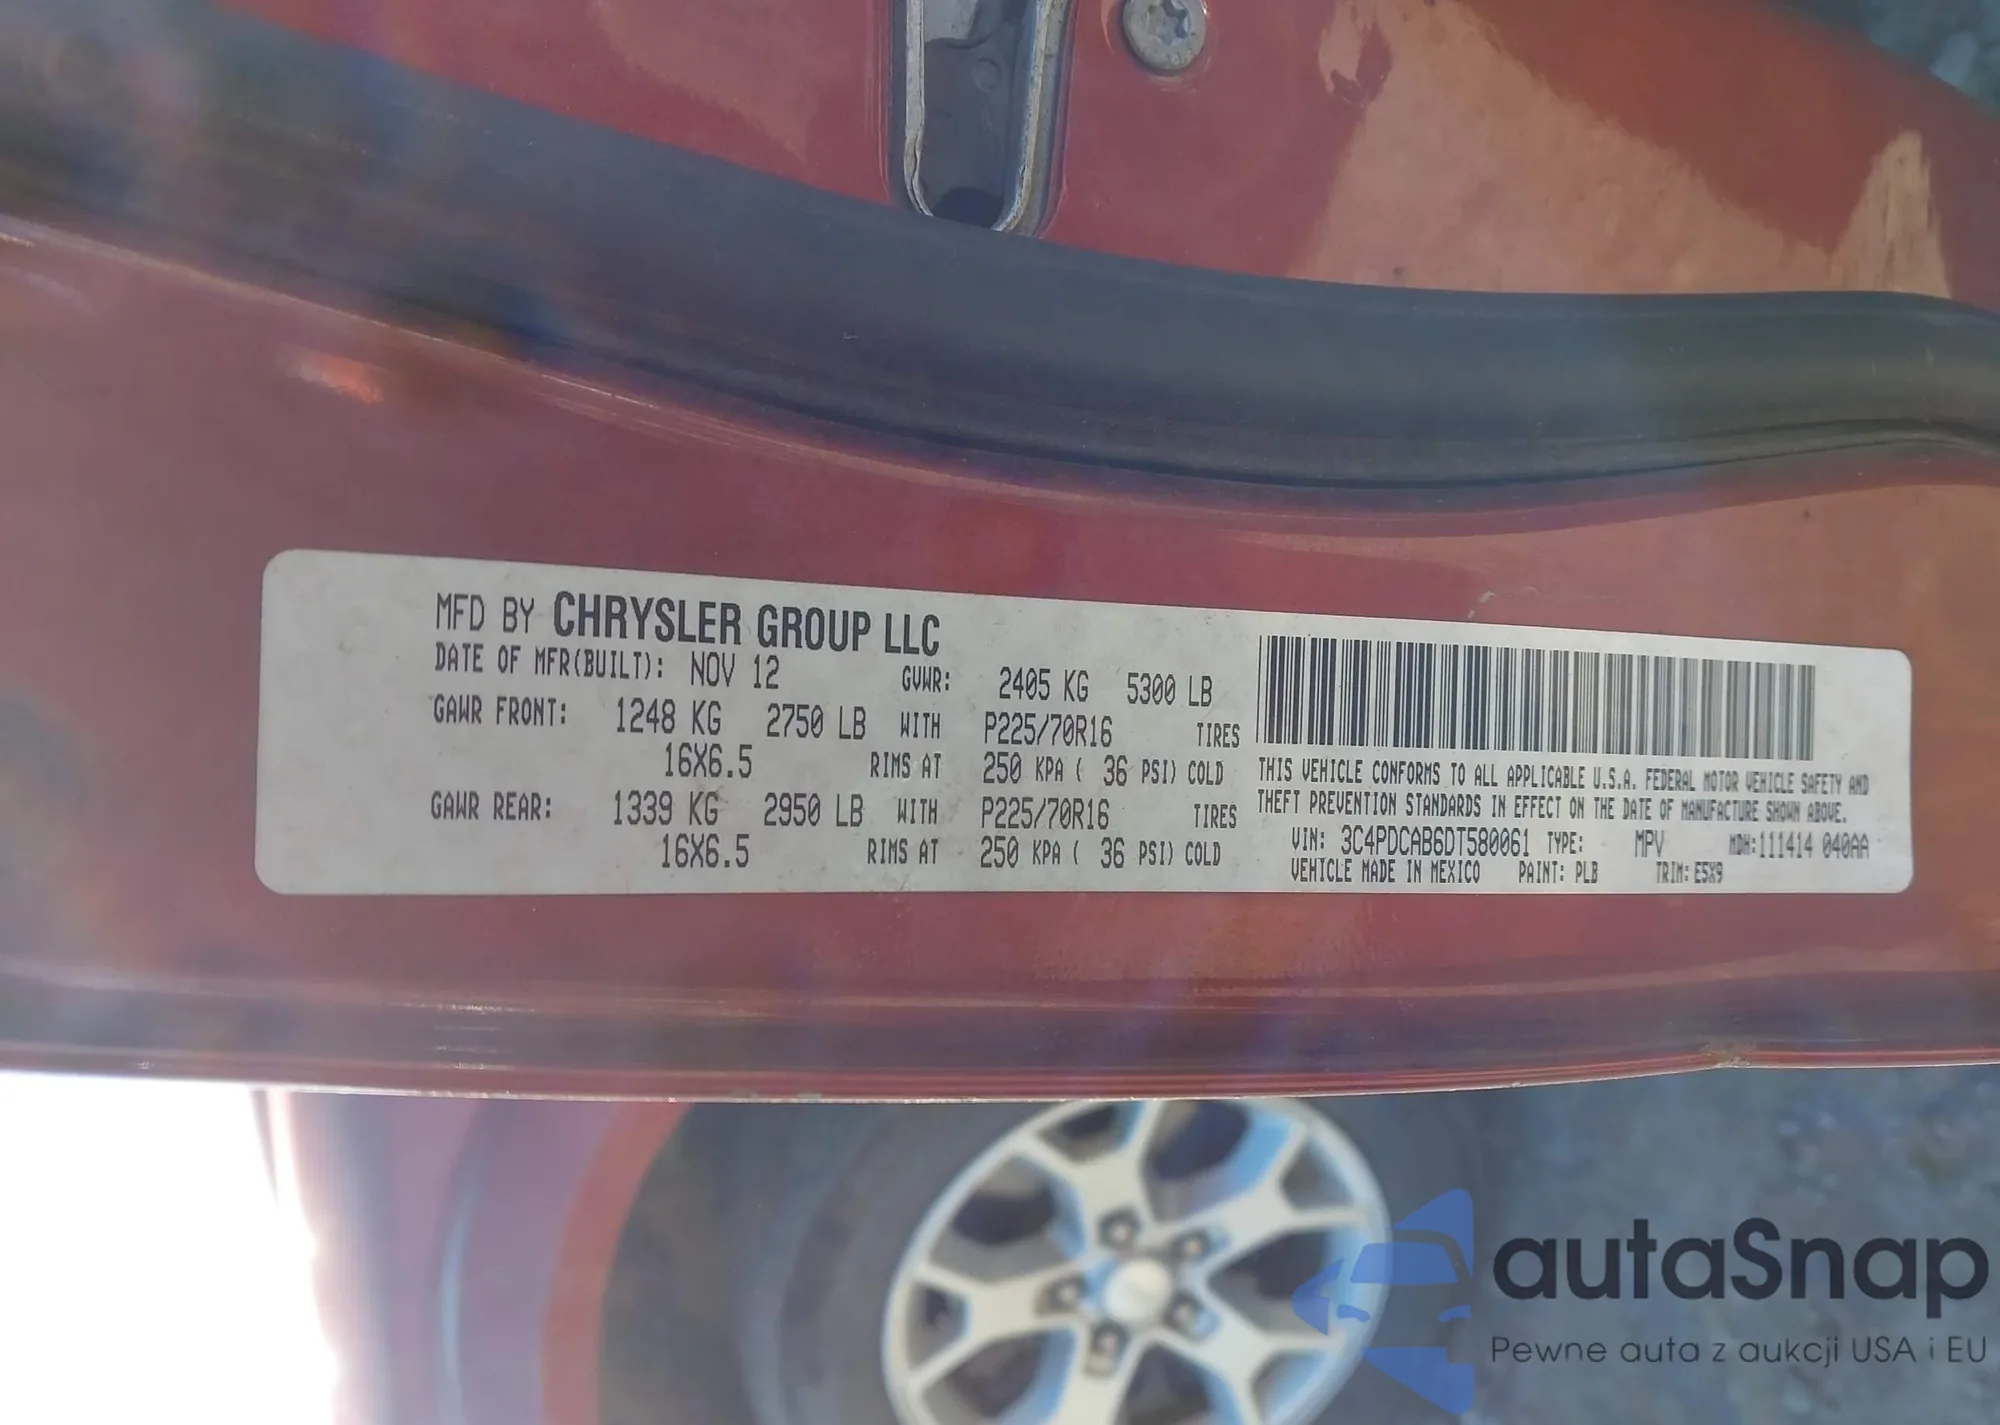 MFD BY CHRYSLER GROUP LLC
DATE OF MFR(BUILT): NOV 12 GVWR: 2405 KG 5300 LB
GAWR FRONT: 1248 KG 2750 LB WITH P225/70R16 TIRES
16X6.5 RIMS AT 250 KPA ( 36 PSI) COLD
GAWR REAR: 1339 KG 2950 LB WITH P225/70R16 TIRES
16X6.5 RIMS AT 250 KPA ( 36 PSI) COLD
THIS VEHICLE CONFORMS TO ALL APPLICABLE U.S.A. FEDERAL MOTOR VEHICLE SAFETY AND
THEFT PREVENTION STANDARDS IN EFFECT ON THE DATE OF MANUFACTURE SHOWN ABOVE.
VIN: 3C4PDCAB6DT580061 TYPE: MPV MDH:111414 040AA
VEHICLE MADE IN MEXICO PAINT: PLB TRIM: E5X9
autaSnap
Pewne auta z aukcji USA i EU